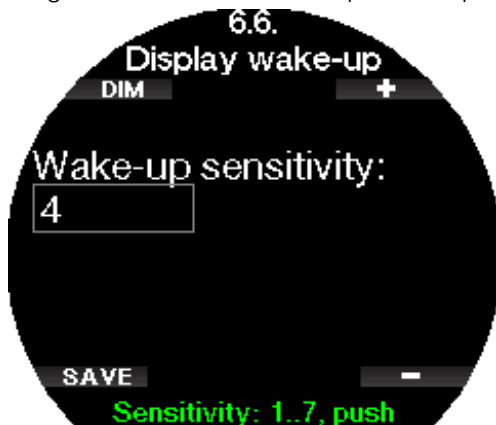 6.6.
Display wake-up
DIM +
Wake-up sensitivity:
4
SAVE -
Sensitivity: 1..7, push